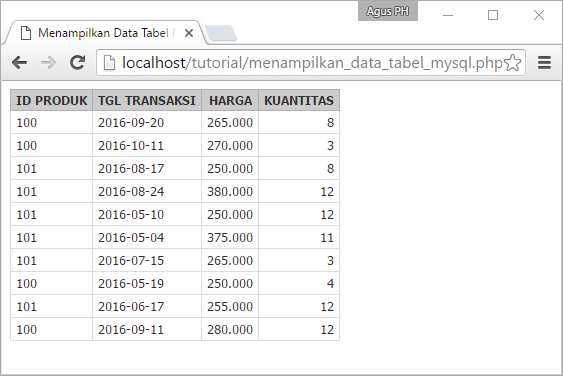 Agus PH
Menampilkan Data Tabel
localhost/tutorial/menampilkan_data_tabel_mysql.php
ID PRODUK TGL TRANSAKSI HARGA KUANTITAS
100 2016-09-20 265.000 8
100 2016-10-11 270.000 3
101 2016-08-17 250.000 8
101 2016-08-24 380.000 12
101 2016-05-10 250.000 12
101 2016-05-04 375.000 11
101 2016-07-15 265.000 3
100 2016-05-19 250.000 4
101 2016-06-17 255.000 12
100 2016-09-11 280.000 12